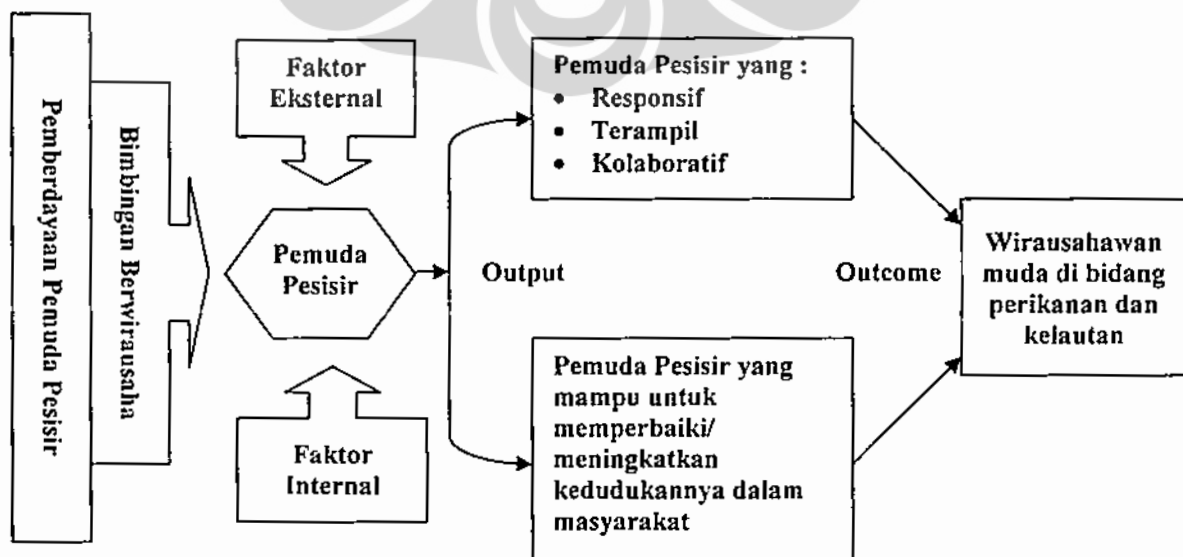 Pemberdayaan Pemuda Pesisir
Bimbingan Berwirausaha
Faktor
Eksternal
Pemuda
Pesisir
Faktor
Internal
Output
Pemuda Pesisir yang :
• Responsif
• Terampil
• Kolaboratif
Pemuda Pesisir yang
mampu untuk
memperbaiki/
meningkatkan
kedudukannya dalam
masyarakat
Outcome
Wirausahawan
muda di bidang
perikanan dan
kelautan